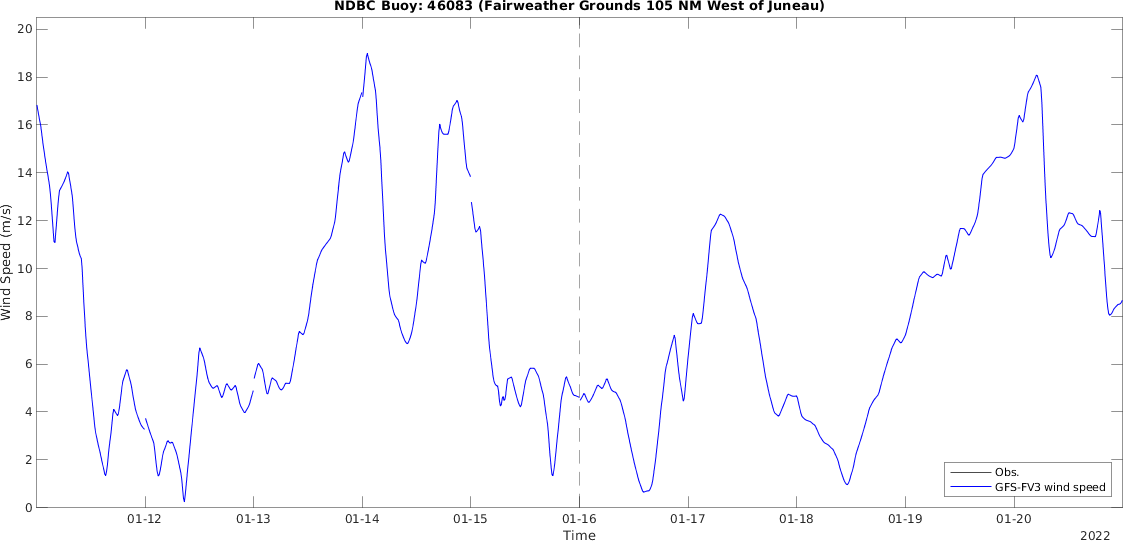 NDBC Buoy: 46083 (Fairweather Grounds 105 NM West of Juneau)
20
18
16
14
12
10
8
6
4
2
0
Wind Speed (m/s)
01-12 01-13 01-14 01-15 01-16 01-17 01-18 01-19 01-20
Time
2022
Obs.
GFS-FV3 wind speed